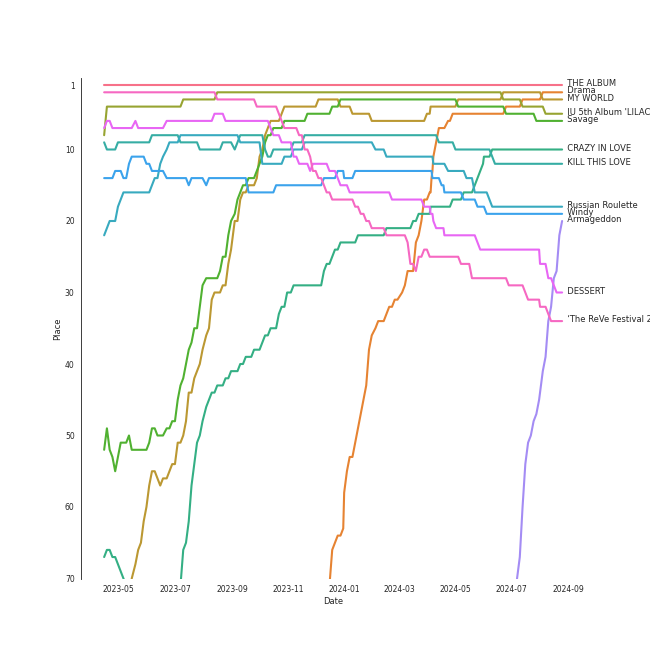 1
10
20
30
40
50
60
70
Place
2023-05
2023-07
2023-09
2023-11
2024-01
2024-03
2024-05
2024-07
2024-09
Date
THE ALBUM
Drama
MY WORLD
IU 5th Album 'LILAC
Savage
CRAZY IN LOVE
KILL THIS LOVE
Russian Roulette
Windy
Armageddon
DESSERT
'The ReVe Festival 2